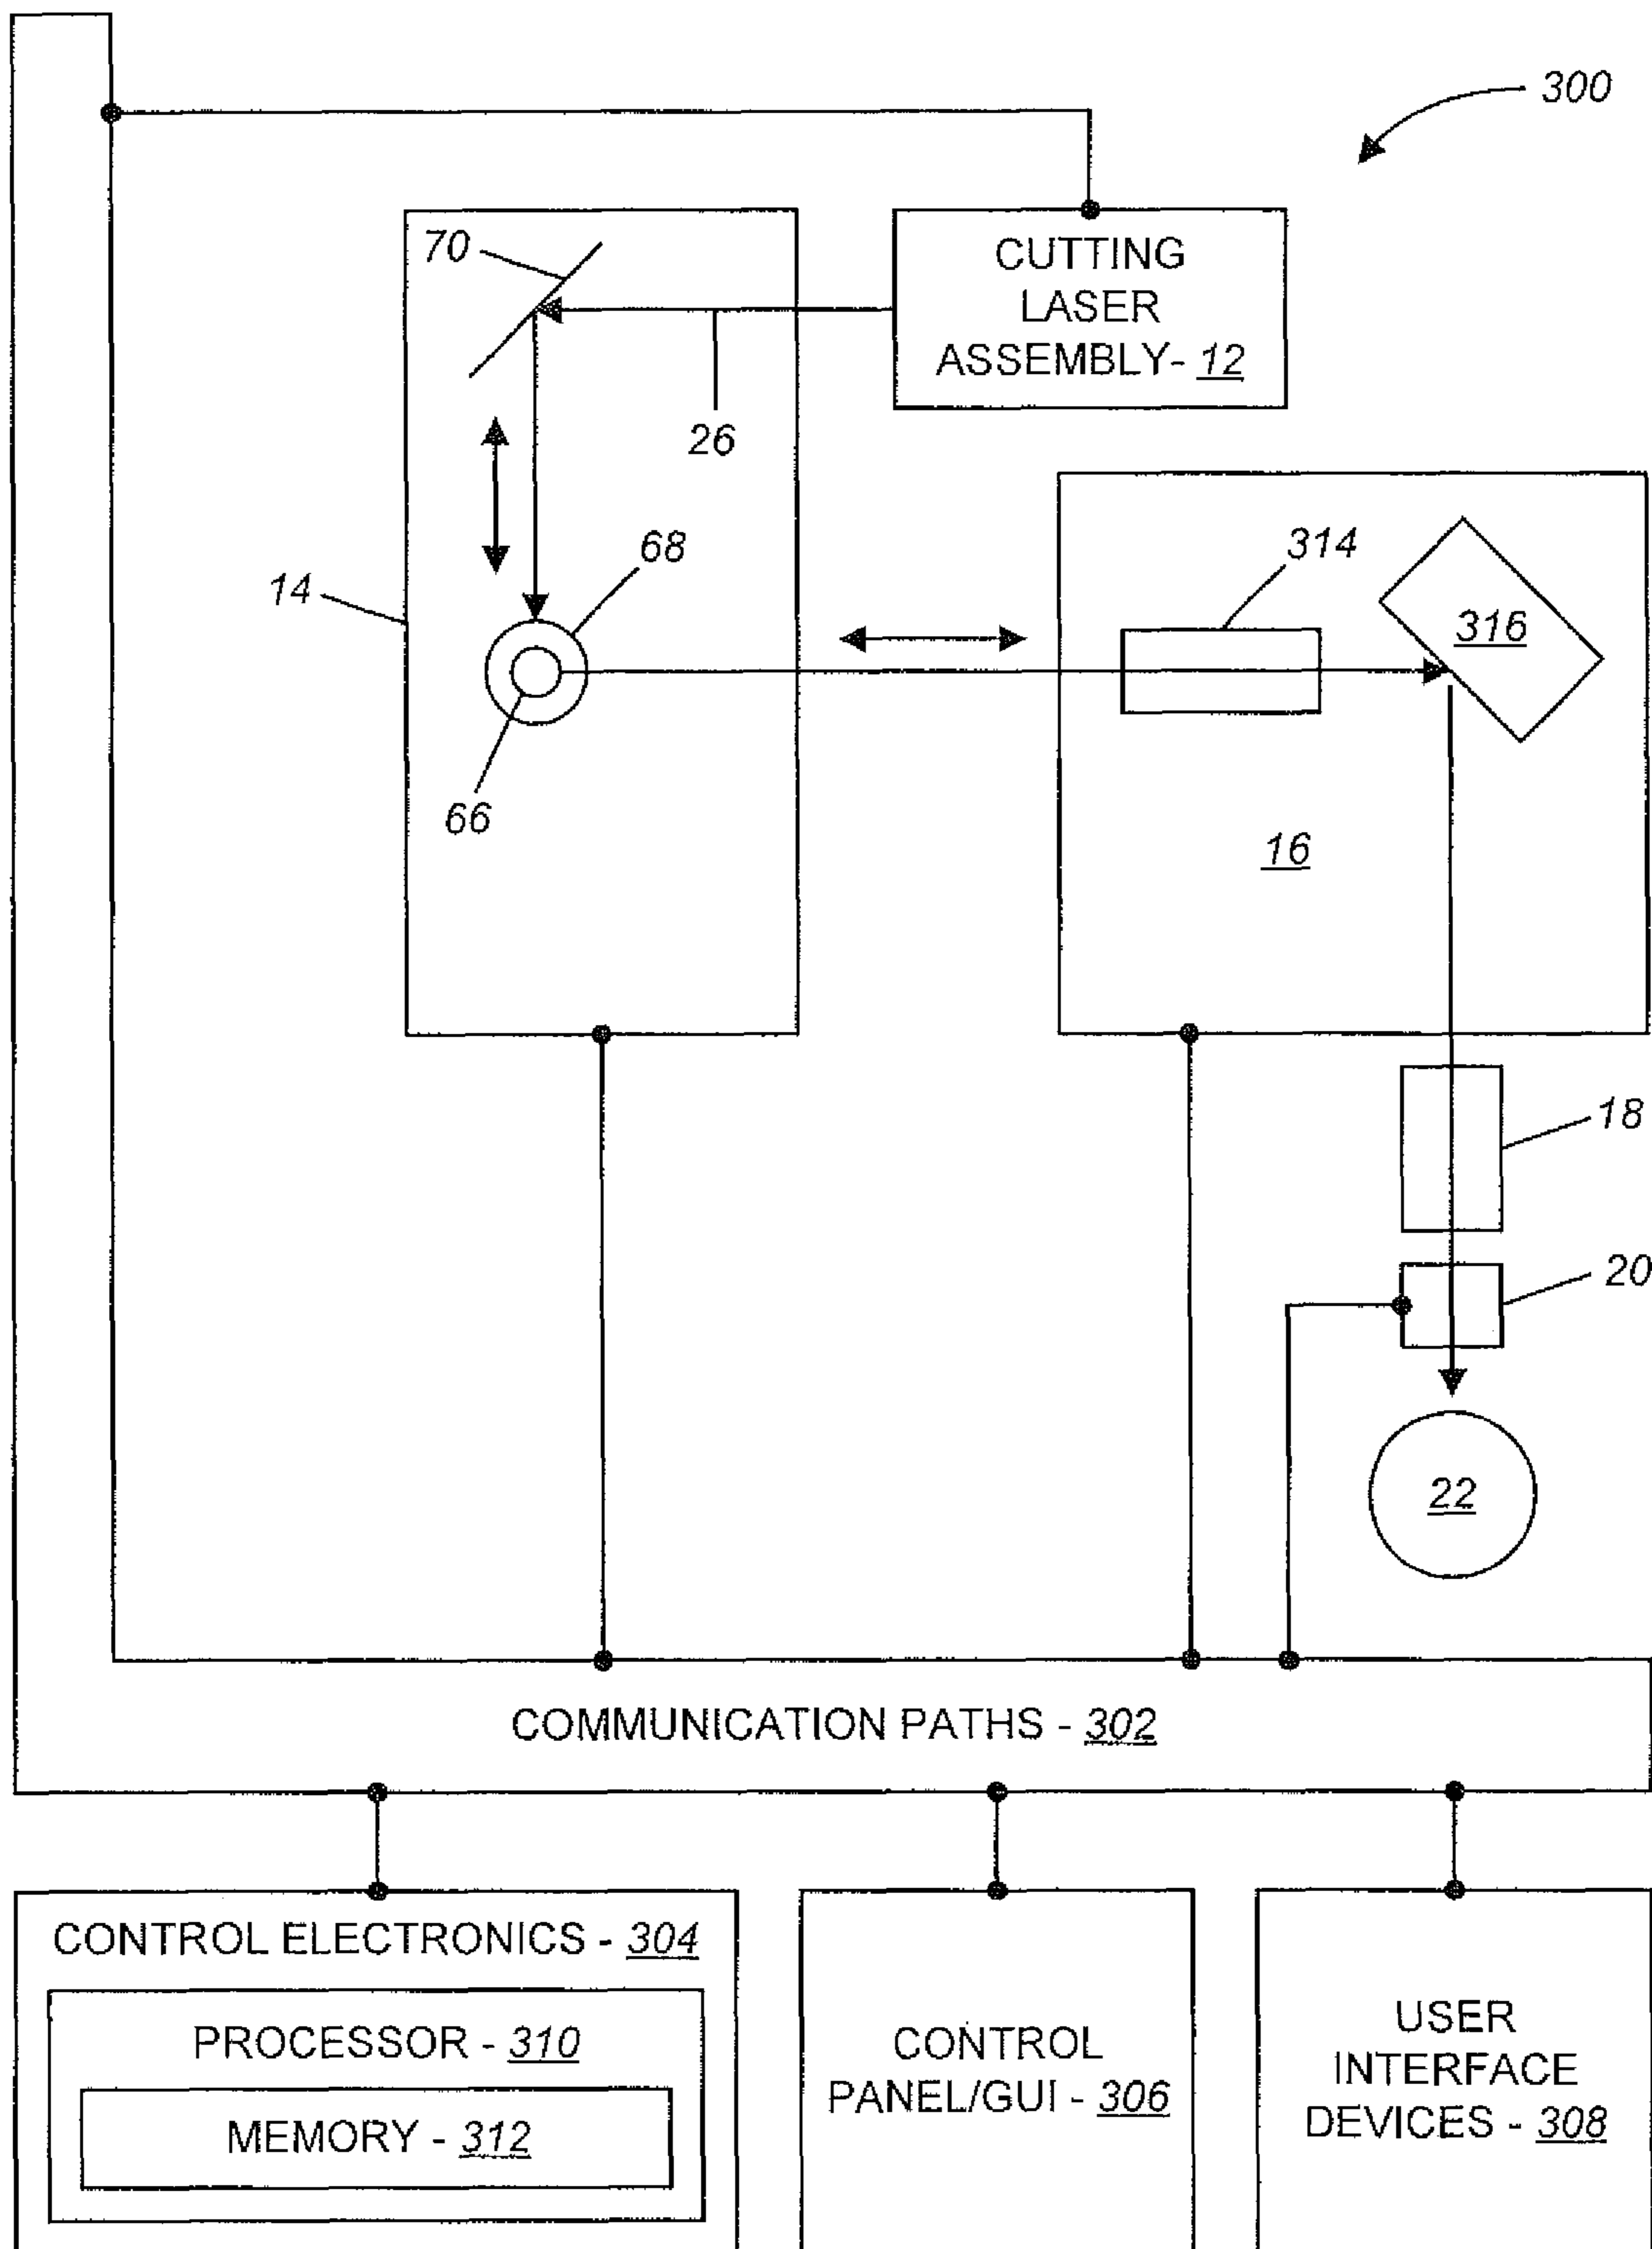 300
70
CUTTING
LASER
ASSEMBLY- 12
26
68
314
14
316
66
16
18
20
22
COMMUNICATION PATHS - 302
CONTROL ELECTRONICS - 304
PROCESSOR - 310
MEMORY - 312
CONTROL
PANEL/GUI - 306
USER
INTERFACE
DEVICES - 308